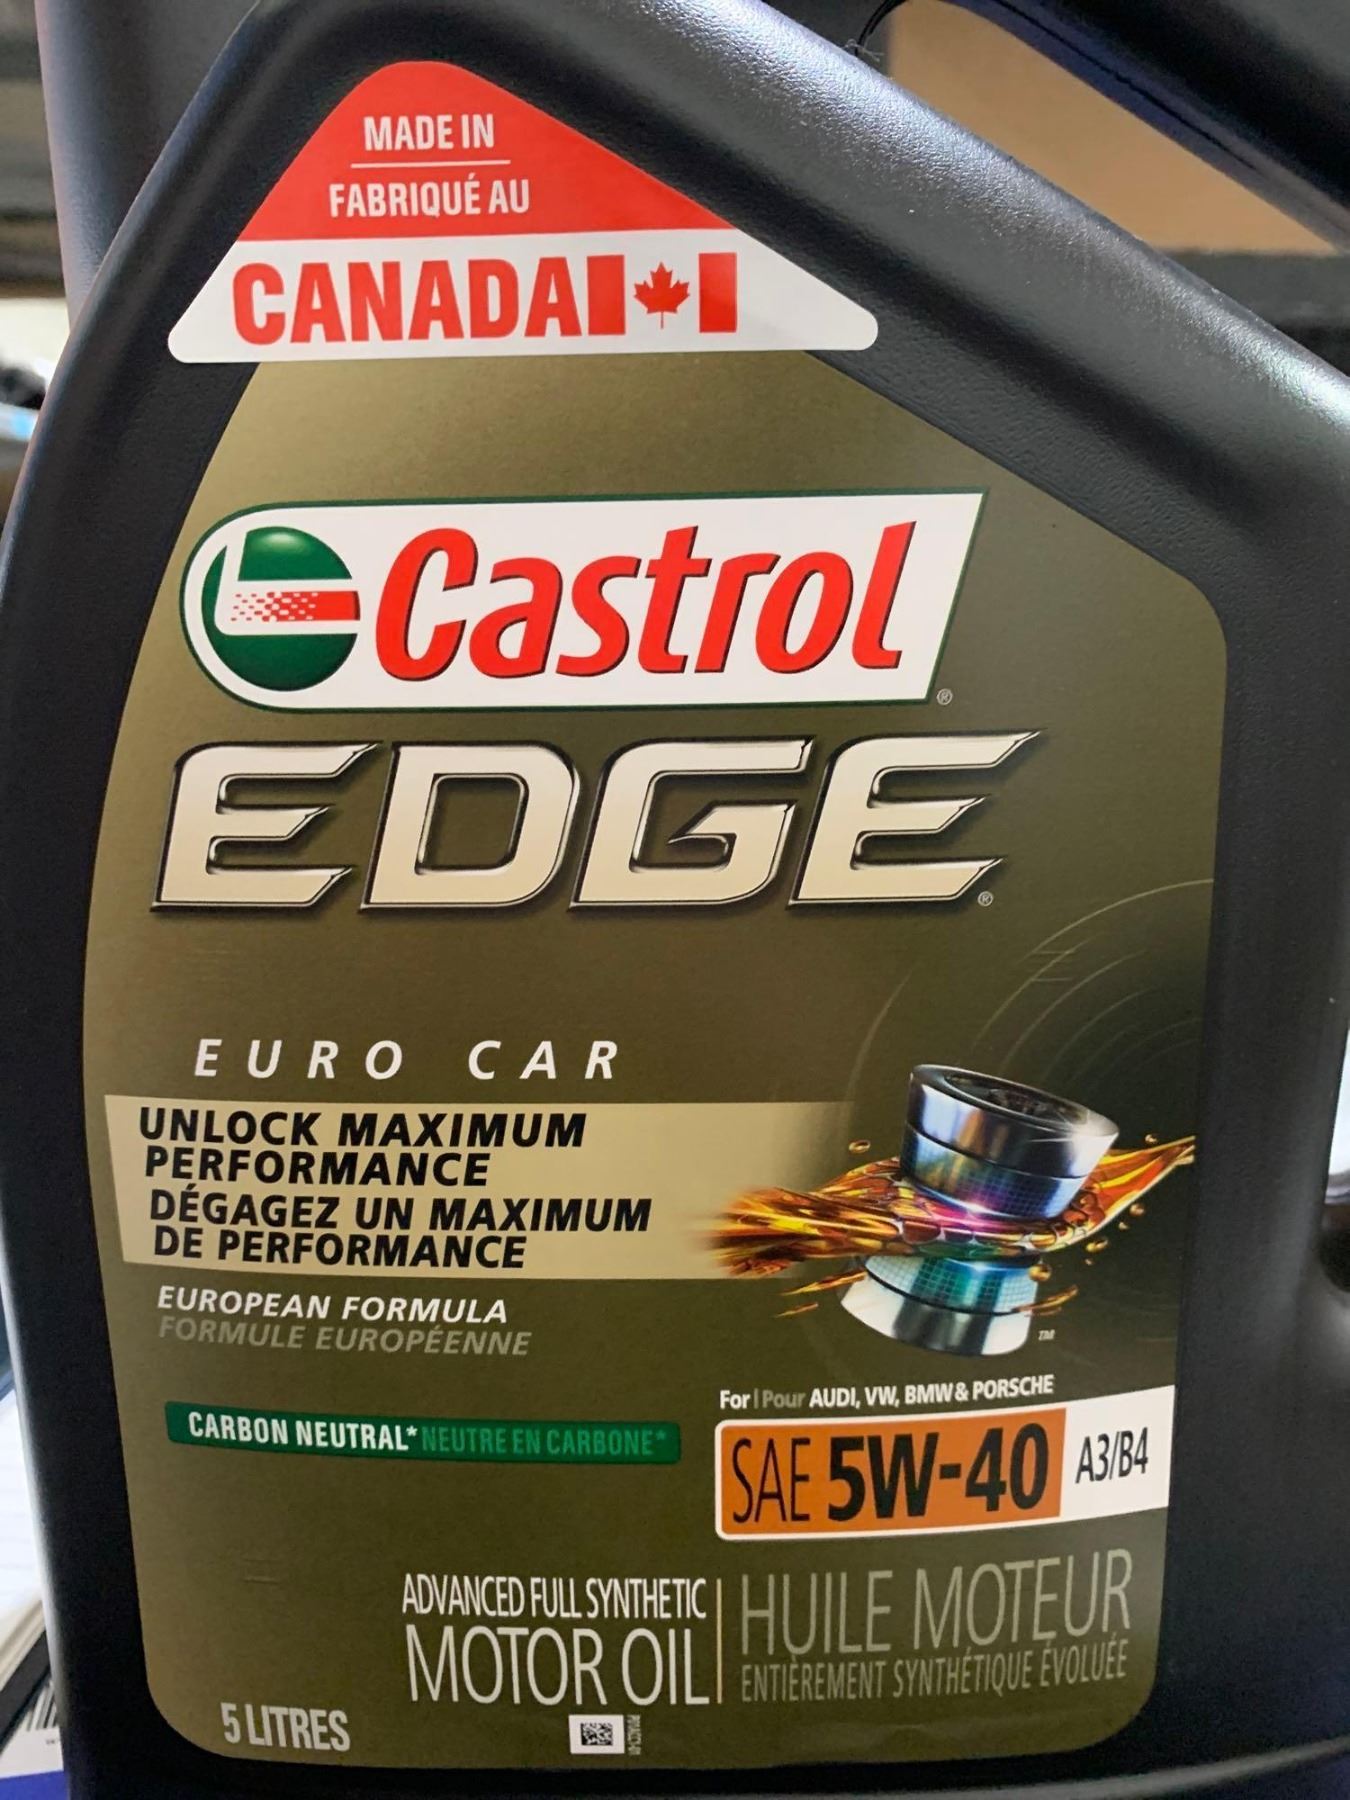 MADE IN
FABRIQUÉ AU
CANADA
Castrol
EDGE
EURO CAR
UNLOCK MAXIMUM
PERFORMANCE
DÉGAGEZ UN MAXIMUM
DE PERFORMANCE
EUROPEAN FORMULA
FORMULE EUROPÉENNE
CARBON NEUTRAL* NEUTRE EN CARBONE*
For | Pour AUDI, VW, BMW & PORSCHE
SAE 5W-40 A3/B4
ADVANCED FULL SYNTHETIC
MOTOR OIL
HUILE MOTEUR
ENTIÈREMENT SYNTHÉTIQUE ÉVOLUÉE
5 LITRES